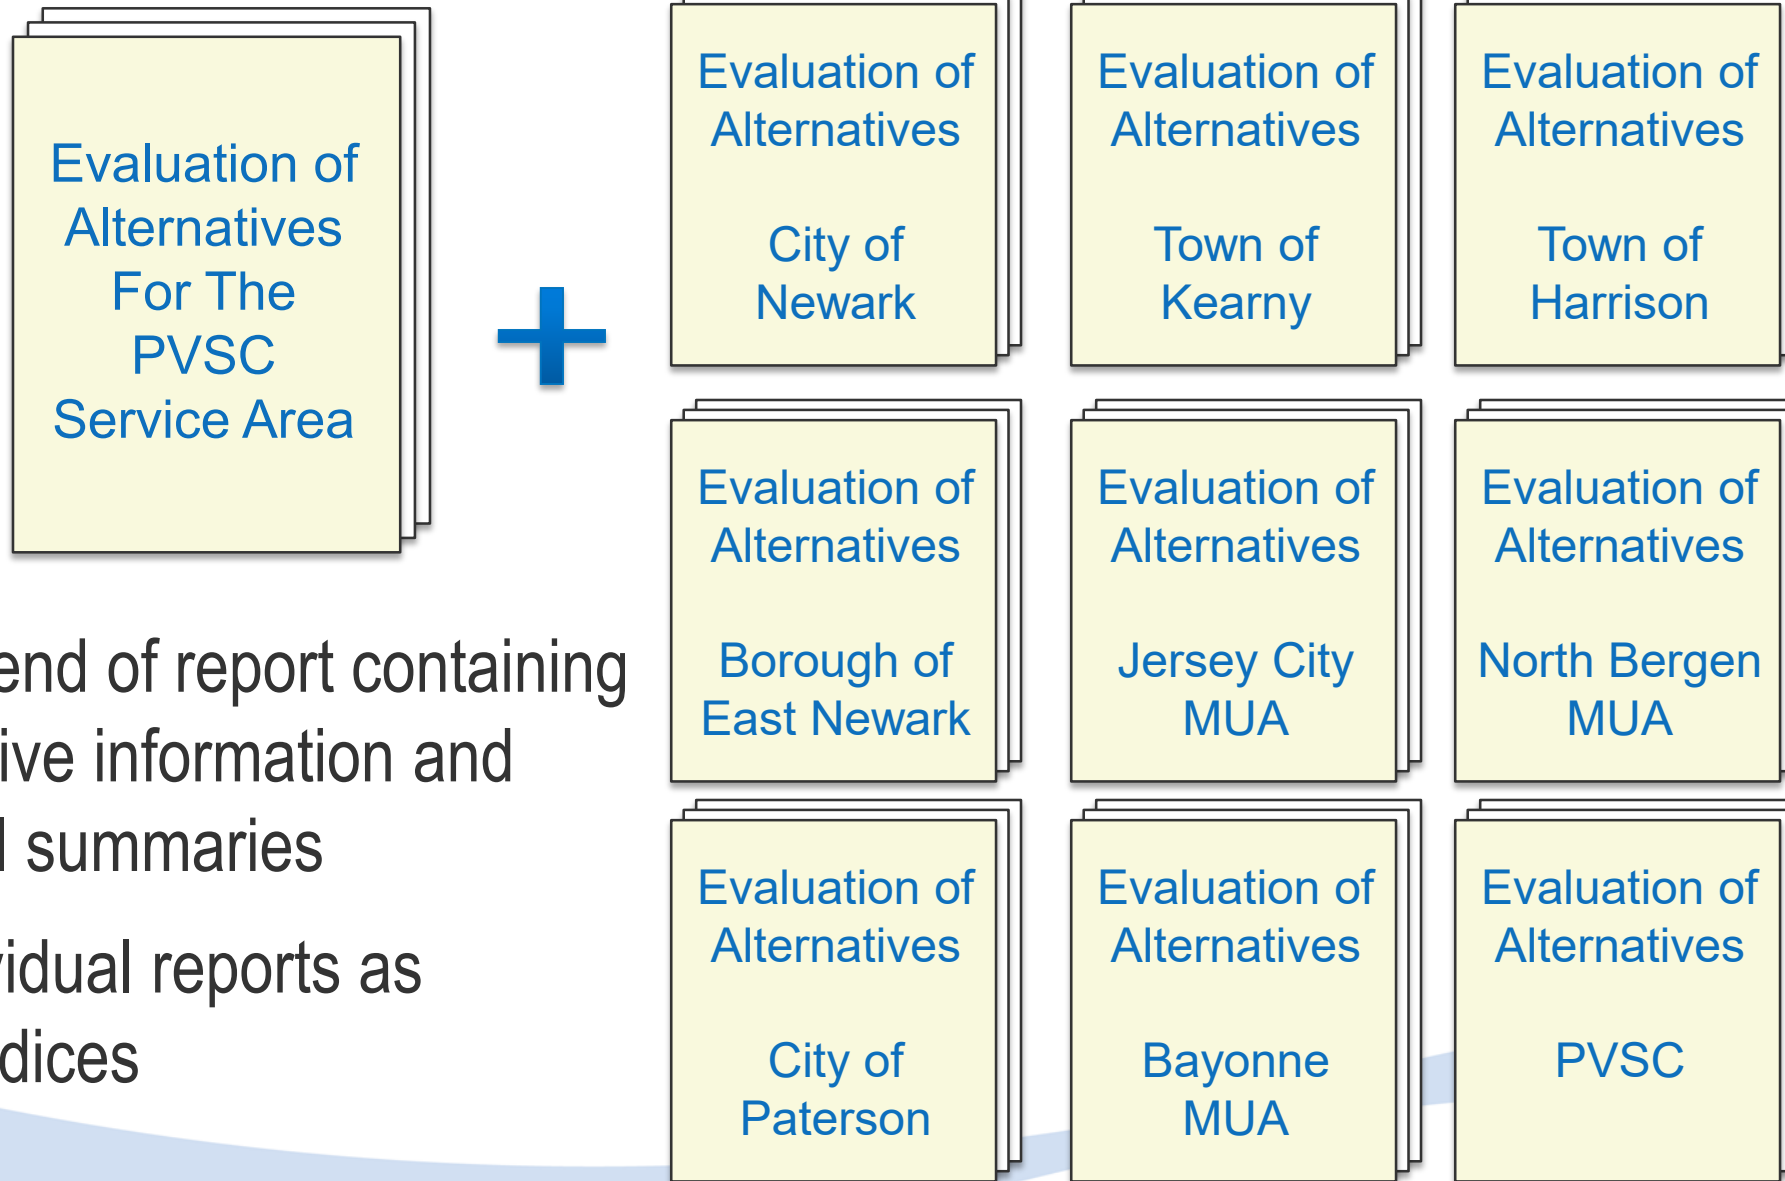 Evaluation of
Alternatives
For The
PVSC
Service Area
+
Evaluation of
Alternatives
City of
Newark
Evaluation of
Alternatives
Town of
Kearny
Evaluation of
Alternatives
Town of
Harrison
Evaluation of
Alternatives
Borough of
East Newark
Evaluation of
Alternatives
Jersey City
MUA
Evaluation of
Alternatives
North Bergen
MUA
Evaluation of
Alternatives
City of
Paterson
Evaluation of
Alternatives
Bayonne
MUA
Evaluation of
Alternatives
PVSC
end of report containing
ive information and
summaries
vidual reports as
dices